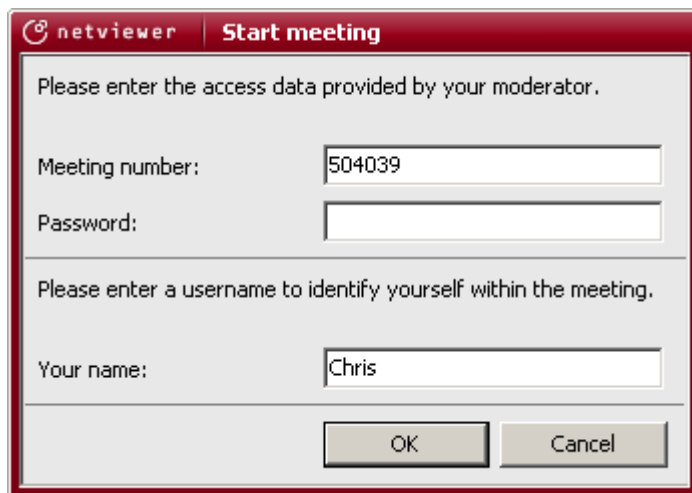 netviewer Start meeting
Please enter the access data provided by your moderator.
Meeting number: 504039
Password:
Please enter a username to identify yourself within the meeting.
Your name: Chris
OK Cancel